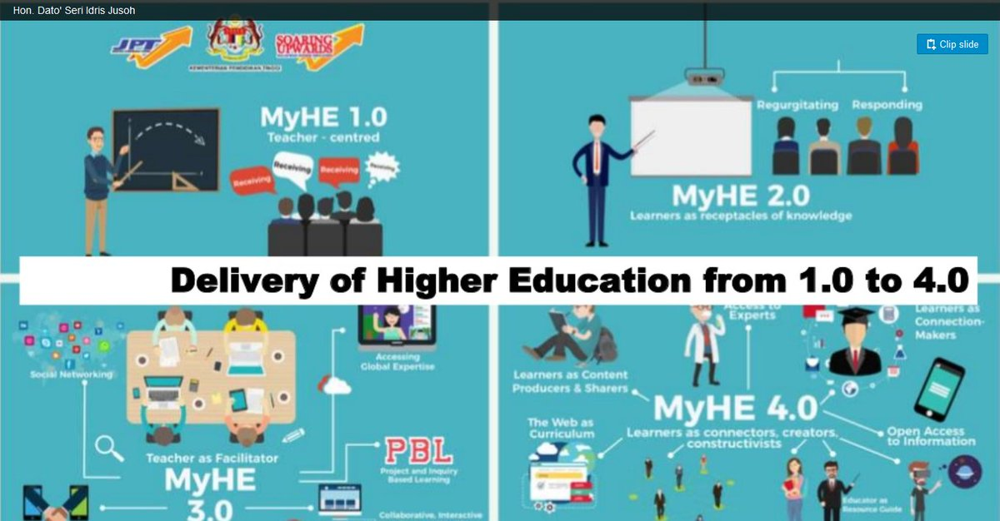 Hon. Dato' Seri Idris Jusoh
Clip slide
JPT
KEMENTERIAN PENDIDIKAN TINGGI
SOARING
UPWARDS
MyHE 1.0
Teacher - centred
Receiving
Receiving
Receiving
Receiving
Regurgitating
Responding
MyHE 2.0
Learners as receptacles of knowledge
Delivery of Higher Education from 1.0 to 4.0
Social Networking
Accessing
Global Expertise
Teacher as Facilitator
MyHE
3.0
PBL
Project and Inquiry
Based Learning
Collaborative, Interactive
Access to
Experts
Learners as
Connection-
Makers
Learners as Content
Producers & Sharers
MyHE 4.0
Learners as connectors, creators,
constructivists
The Web as
Curriculum
Open Access
to Information
Educator as
Resource Guide